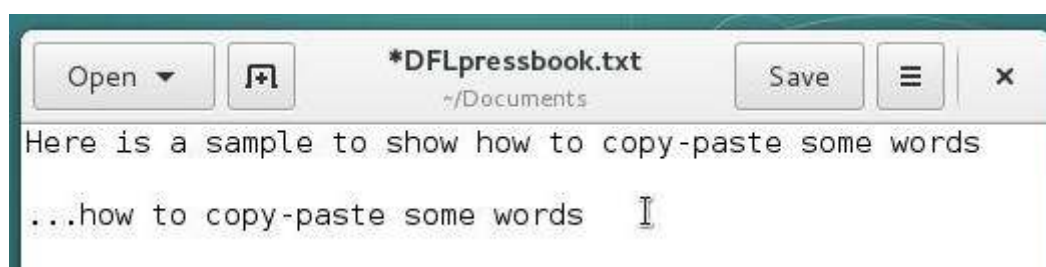 Open
*DFLpressbook.txt
~/Documents
Save
Here is a sample to show how to copy-paste some words
...how to copy-paste some words